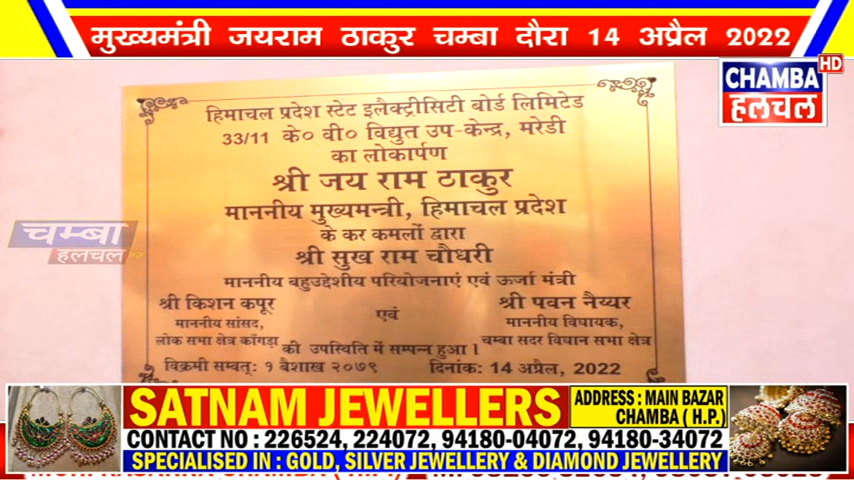 मुख्यमंत्री जयराम ठाकुर चम्बा दौरा 14 अप्रैल 2022
CHAMBA HD
हलचल
हिमाचल प्रदेश स्टेट इलैक्ट्रीसिटी बोर्ड लिमिटेड
33/11 के० वी० विद्युत उप-केन्द्र, मरेडी
का लोकार्पण
श्री जय राम ठाकुर
माननीय मुख्यमन्त्री, हिमाचल प्रदेश
के कर कमलों द्वारा
चम्बा
हलचल HD
श्री सुख राम चौधरी
माननीय बहुउद्देशीय परियोजनाएं एवं ऊर्जा मंत्री
श्री किशन कपूर एवं श्री पवन नैय्यर
माननीय सांसद, माननीय विधायक,
लोक सभा क्षेत्र काँगड़ा चम्बा सदर विधान सभा क्षेत्र
की उपस्थिति में सम्पन्न हुआ।
विक्रमी सम्वत्: १ बैशाख २०७९ दिनांक: 14 अप्रैल, 2022
SATNAM JEWELLERS
ADDRESS : MAIN BAZAR
CHAMBA ( H.P.)
CONTACT NO : 226524, 224072, 94180-04072, 94180-34072
SPECIALISED IN : GOLD, SILVER JEWELLERY & DIAMOND JEWELLERY